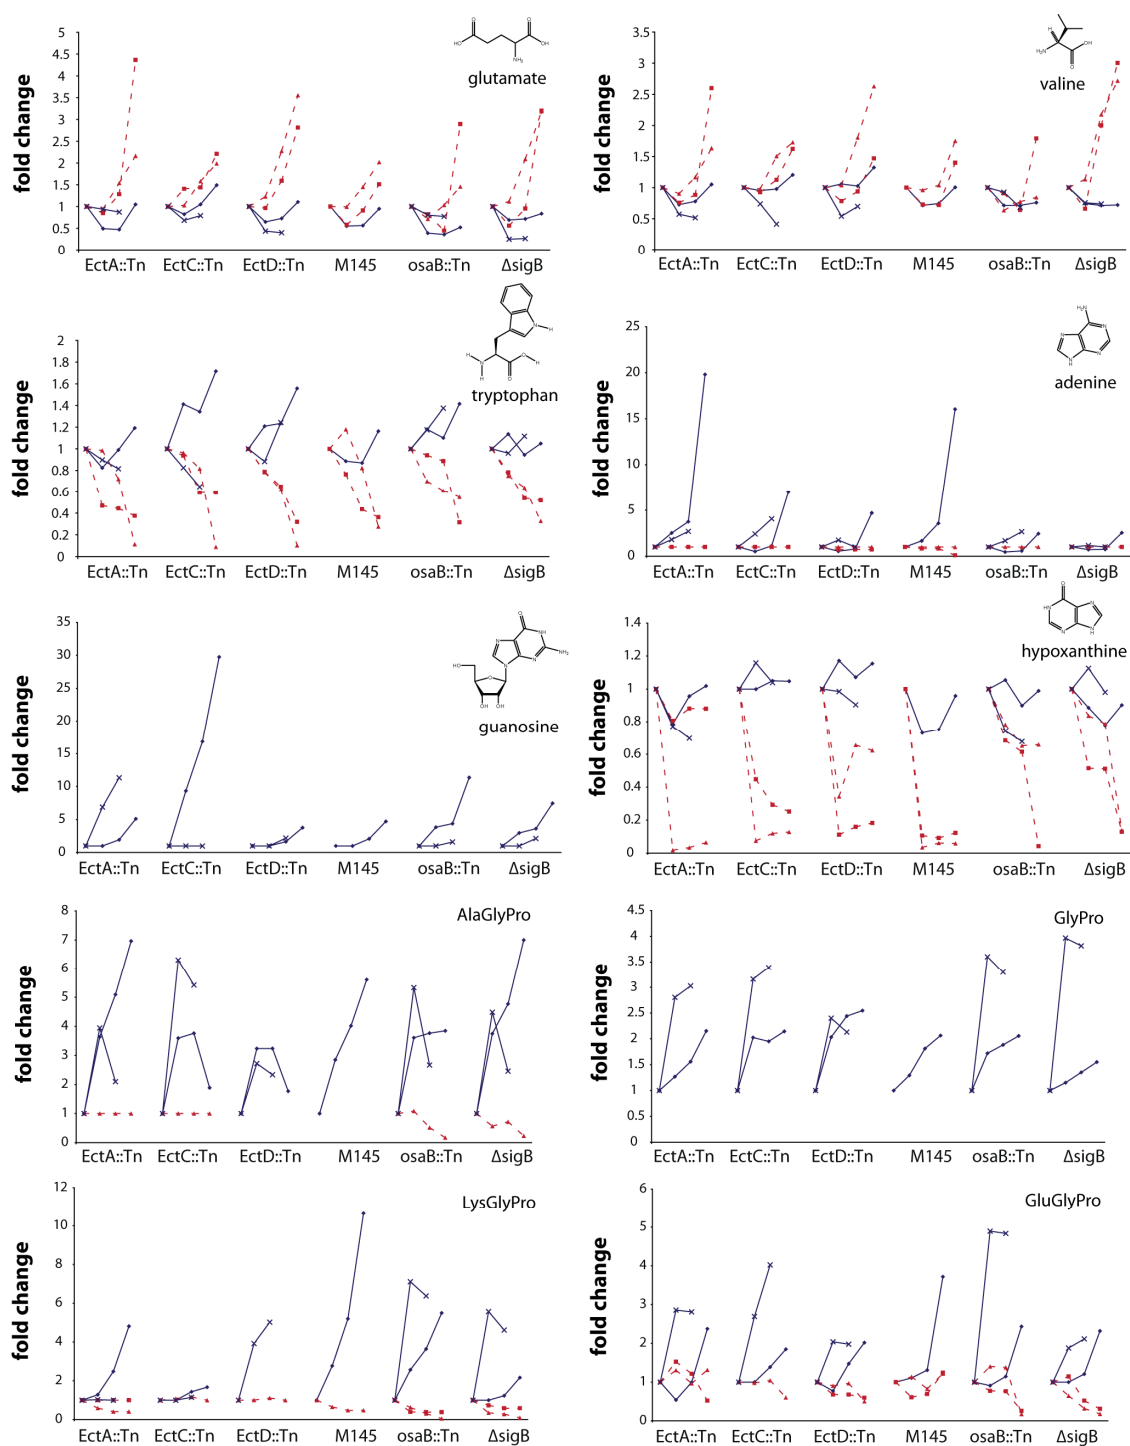 fold change
5
4.5
4
3.5
3
2.5
2
1.5
1
0.5
0
glutamate
EctA::Tn EctC::Tn EctD::Tn M145 osaB::Tn ΔsigB
fold change
3.5
3
2.5
2
1.5
1
0.5
0
valine
EctA::Tn EctC::Tn EctD::Tn M145 osaB::Tn ΔsigB
fold change
2
1.8
1.6
1.4
1.2
1
0.8
0.6
0.4
0.2
0
tryptophan
EctA::Tn EctC::Tn EctD::Tn M145 osaB::Tn ΔsigB
fold change
25
20
15
10
5
0
adenine
EctA::Tn EctC::Tn EctD::Tn M145 osaB::Tn ΔsigB
fold change
35
30
25
20
15
10
5
0
guanosine
EctA::Tn EctC::Tn EctD::Tn M145 osaB::Tn ΔsigB
fold change
1.4
1.2
1
0.8
0.6
0.4
0.2
0
hypoxanthine
EctA::Tn EctC::Tn EctD::Tn M145 osaB::Tn ΔsigB
fold change
8
7
6
5
4
3
2
1
0
AlaGlyPro
EctA::Tn EctC::Tn EctD::Tn M145 osaB::Tn ΔsigB
fold change
4.5
4
3.5
3
2.5
2
1.5
1
0.5
0
GlyPro
EctA::Tn EctC::Tn EctD::Tn M145 osaB::Tn ΔsigB
fold change
12
10
8
6
4
2
0
LysGlyPro
EctA::Tn EctC::Tn EctD::Tn M145 osaB::Tn ΔsigB
fold change
6
5
4
3
2
1
0
GluGlyPro
EctA::Tn EctC::Tn EctD::Tn M145 osaB::Tn ΔsigB